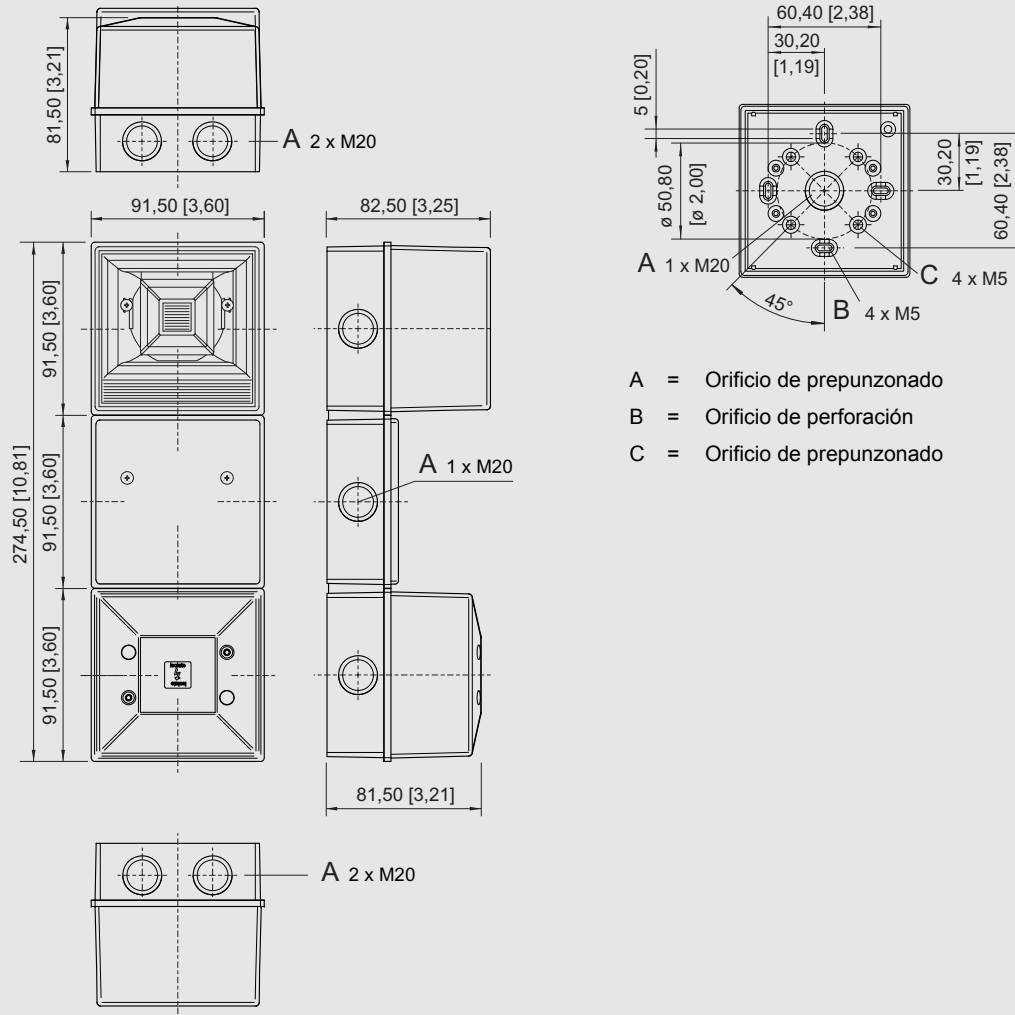 81,50 [3,21]
A 2 x M20
91,50 [3,60]
82,50 [3,25]
274,50 [10,81]
91,50 [3,60]
91,50 [3,60]
91,50 [3,60]
A 1 x M20
81,50 [3,21]
A 2 x M20
60,40 [2,38]
30,20
[1,19]
5 [0,20]
ø 50,80
[ø 2,00]
30,20
[1,19]
60,40 [2,38]
A 1 x M20
C 4 x M5
45°
B 4 x M5
A = Orificio de prepunzonado
B = Orificio de perforación
C = Orificio de prepunzonado